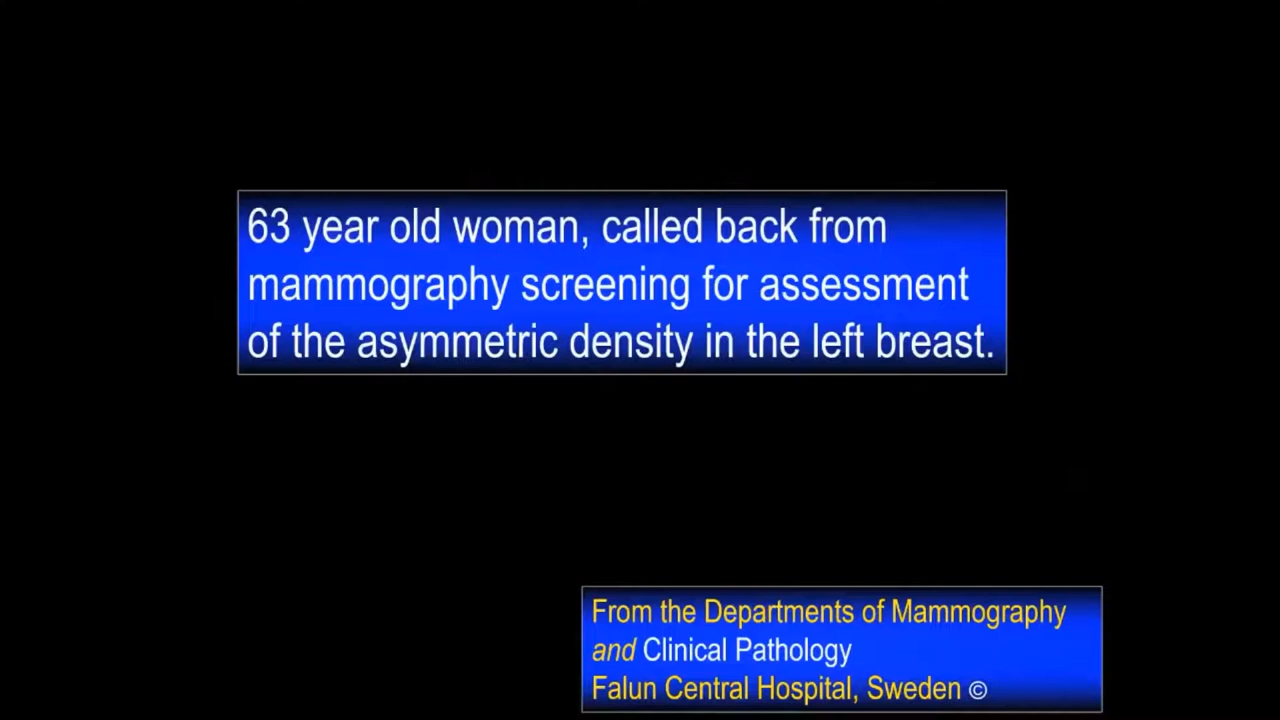 63 year old woman, called back from
mammography screening for assessment
of the asymmetric density in the left breast.
From the Departments of Mammography
and Clinical Pathology
Falun Central Hospital, Sweden ©